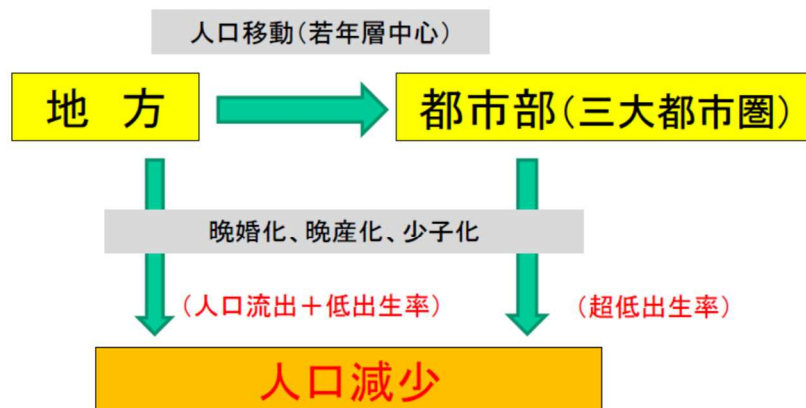 人口移動(若年層中心)
地 方
都市部(三大都市圏)
晩婚化、晩産化、少子化
(人口流出+低出生率)
(超低出生率)
人口減少